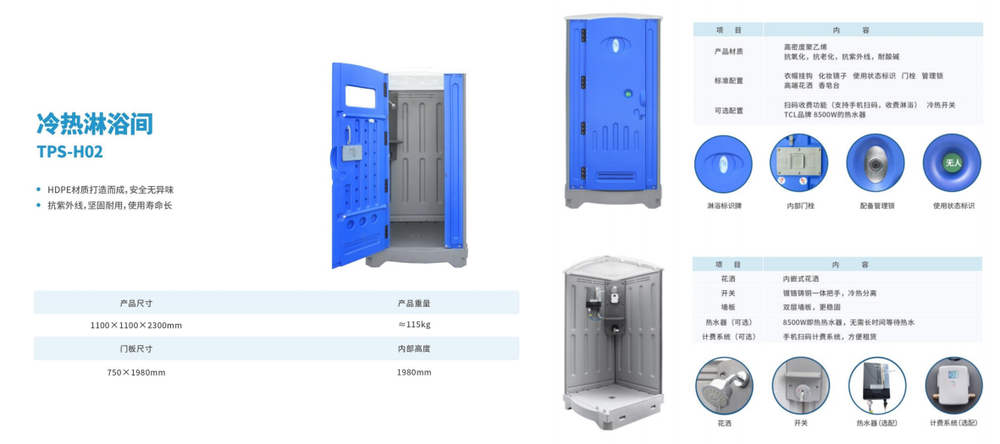 冷热淋浴间
TPS-H02
HDPE材质打造而成,安全无异味
抗紫外线,坚固耐用,使用寿命长
产品尺寸 产品重量
1100×1100×2300mm ≈115kg
门板尺寸 内部高度
750×1980mm 1980mm
项 目 内 容
产品材质
高密度聚乙烯
抗氧化，抗老化，抗紫外线，耐酸碱
标准配置
衣帽挂钩 化妆镜子 使用状态标识 门栓 管理锁
高端花洒 香皂台
可选配置
扫码收费功能（支持手机扫码，收费淋浴） 冷热开关
TCL品牌 8500W的热水器
无人
淋浴标识牌 内部门栓 配备管理锁 使用状态标识
项 目 内 容
花洒 内嵌式花洒
开关 镀铬铸铜一体把手，冷热分离
墙板 双层墙板，更稳固
热水器（可选） 8500W即热热水器，无需长时间等待热水
计费系统（可选） 手机扫码计费系统，方便租赁
花洒 开关 热水器(选配) 计费系统(选配)